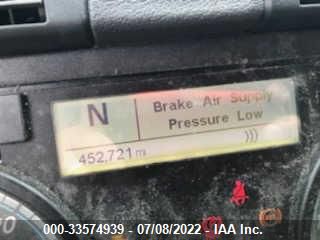 N
Brake Air Supply
Pressure Low
452,721 mi
)))
000-33574939 - 07/08/2022 - IAA Inc.